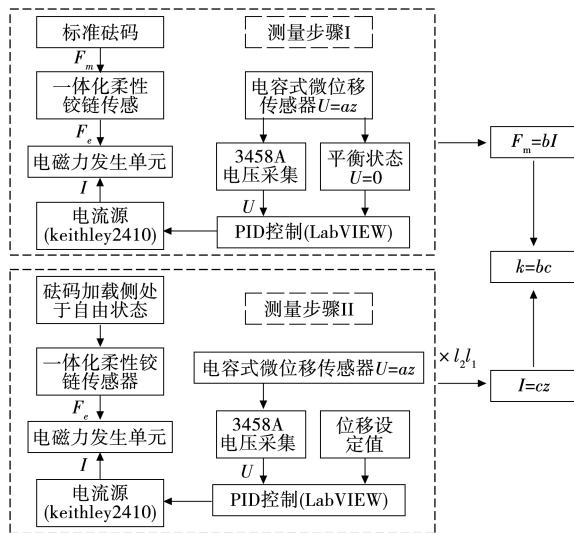 标准砝码
测量步骤I
F_m
一体化柔性
铰链传感
电容式微位移
传感器U=az
F_e
电磁力发生单元
3458A
电压采集
平衡状态
U=0
I
U
电流源
(keithley2410)
PID控制(LabVIEW)
F_m=bI
k=bc
砝码加载侧处
于自由状态
测量步骤II
一体化柔性铰
链传感器
电容式微位移传感器U=az
× l_2l_1
I=cz
F_e
电磁力发生单元
3458A
电压采集
位移设
定值
I
U
电流源
(keithley2410)
PID控制(LabVIEW)